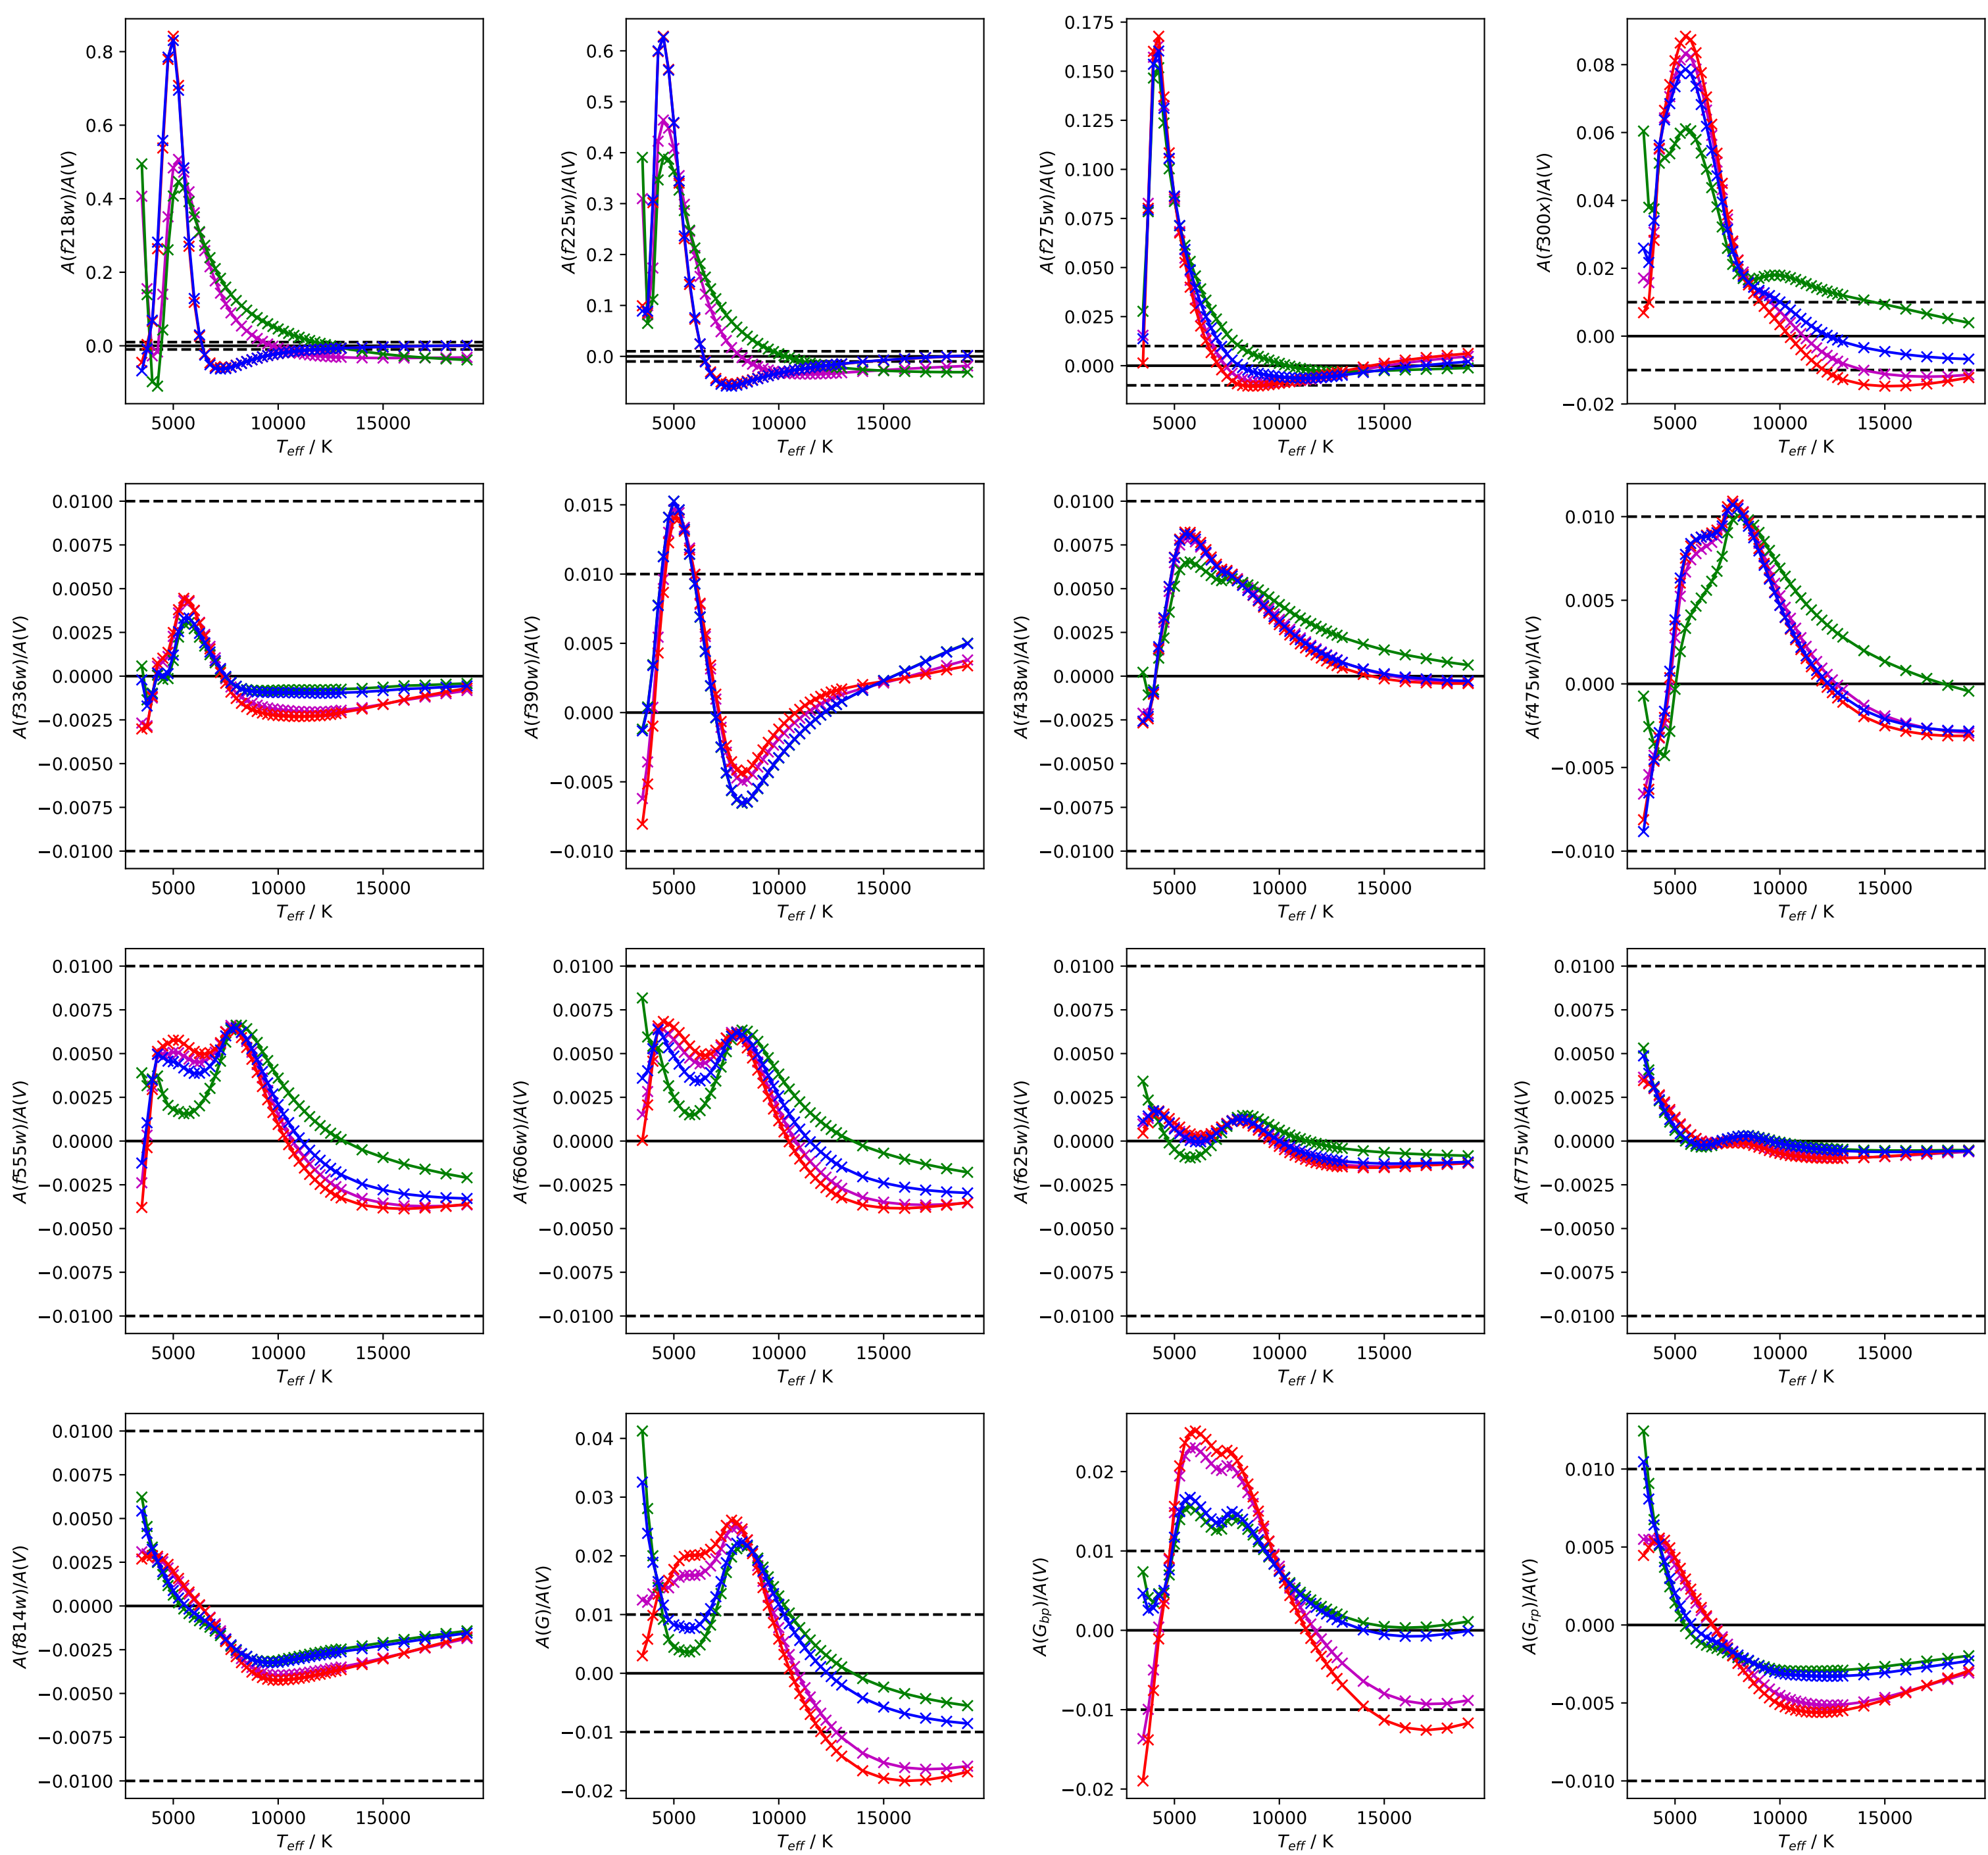 A(f218w)/A(V)
0.8
0.6
0.4
0.2
0.0
5000 10000 15000
T_eff / K
A(f225w)/A(V)
0.6
0.5
0.4
0.3
0.2
0.1
0.0
5000 10000 15000
T_eff / K
A(f275w)/A(V)
0.175
0.150
0.125
0.100
0.075
0.050
0.025
0.000
5000 10000 15000
T_eff / K
A(f300x)/A(V)
0.08
0.06
0.04
0.02
0.00
−0.02
5000 10000 15000
T_eff / K
A(f336w)/A(V)
0.0100
0.0075
0.0050
0.0025
0.0000
−0.0025
−0.0050
−0.0075
−0.0100
5000 10000 15000
T_eff / K
A(f390w)/A(V)
0.015
0.010
0.005
0.000
−0.005
−0.010
5000 10000 15000
T_eff / K
A(f438w)/A(V)
0.0100
0.0075
0.0050
0.0025
0.0000
−0.0025
−0.0050
−0.0075
−0.0100
5000 10000 15000
T_eff / K
A(f475w)/A(V)
0.010
0.005
0.000
−0.005
−0.010
5000 10000 15000
T_eff / K
A(f555w)/A(V)
0.0100
0.0075
0.0050
0.0025
0.0000
−0.0025
−0.0050
−0.0075
−0.0100
5000 10000 15000
T_eff / K
A(f606w)/A(V)
0.0100
0.0075
0.0050
0.0025
0.0000
−0.0025
−0.0050
−0.0075
−0.0100
5000 10000 15000
T_eff / K
A(f625w)/A(V)
0.0100
0.0075
0.0050
0.0025
0.0000
−0.0025
−0.0050
−0.0075
−0.0100
5000 10000 15000
T_eff / K
A(f775w)/A(V)
0.0100
0.0075
0.0050
0.0025
0.0000
−0.0025
−0.0050
−0.0075
−0.0100
5000 10000 15000
T_eff / K
A(f814w)/A(V)
0.0100
0.0075
0.0050
0.0025
0.0000
−0.0025
−0.0050
−0.0075
−0.0100
5000 10000 15000
T_eff / K
A(G)/A(V)
0.04
0.03
0.02
0.01
0.00
−0.01
−0.02
5000 10000 15000
T_eff / K
A(G_bp)/A(V)
0.02
0.01
0.00
−0.01
−0.02
5000 10000 15000
T_eff / K
A(G_rp)/A(V)
0.010
0.005
0.000
−0.005
−0.010
5000 10000 15000
T_eff / K